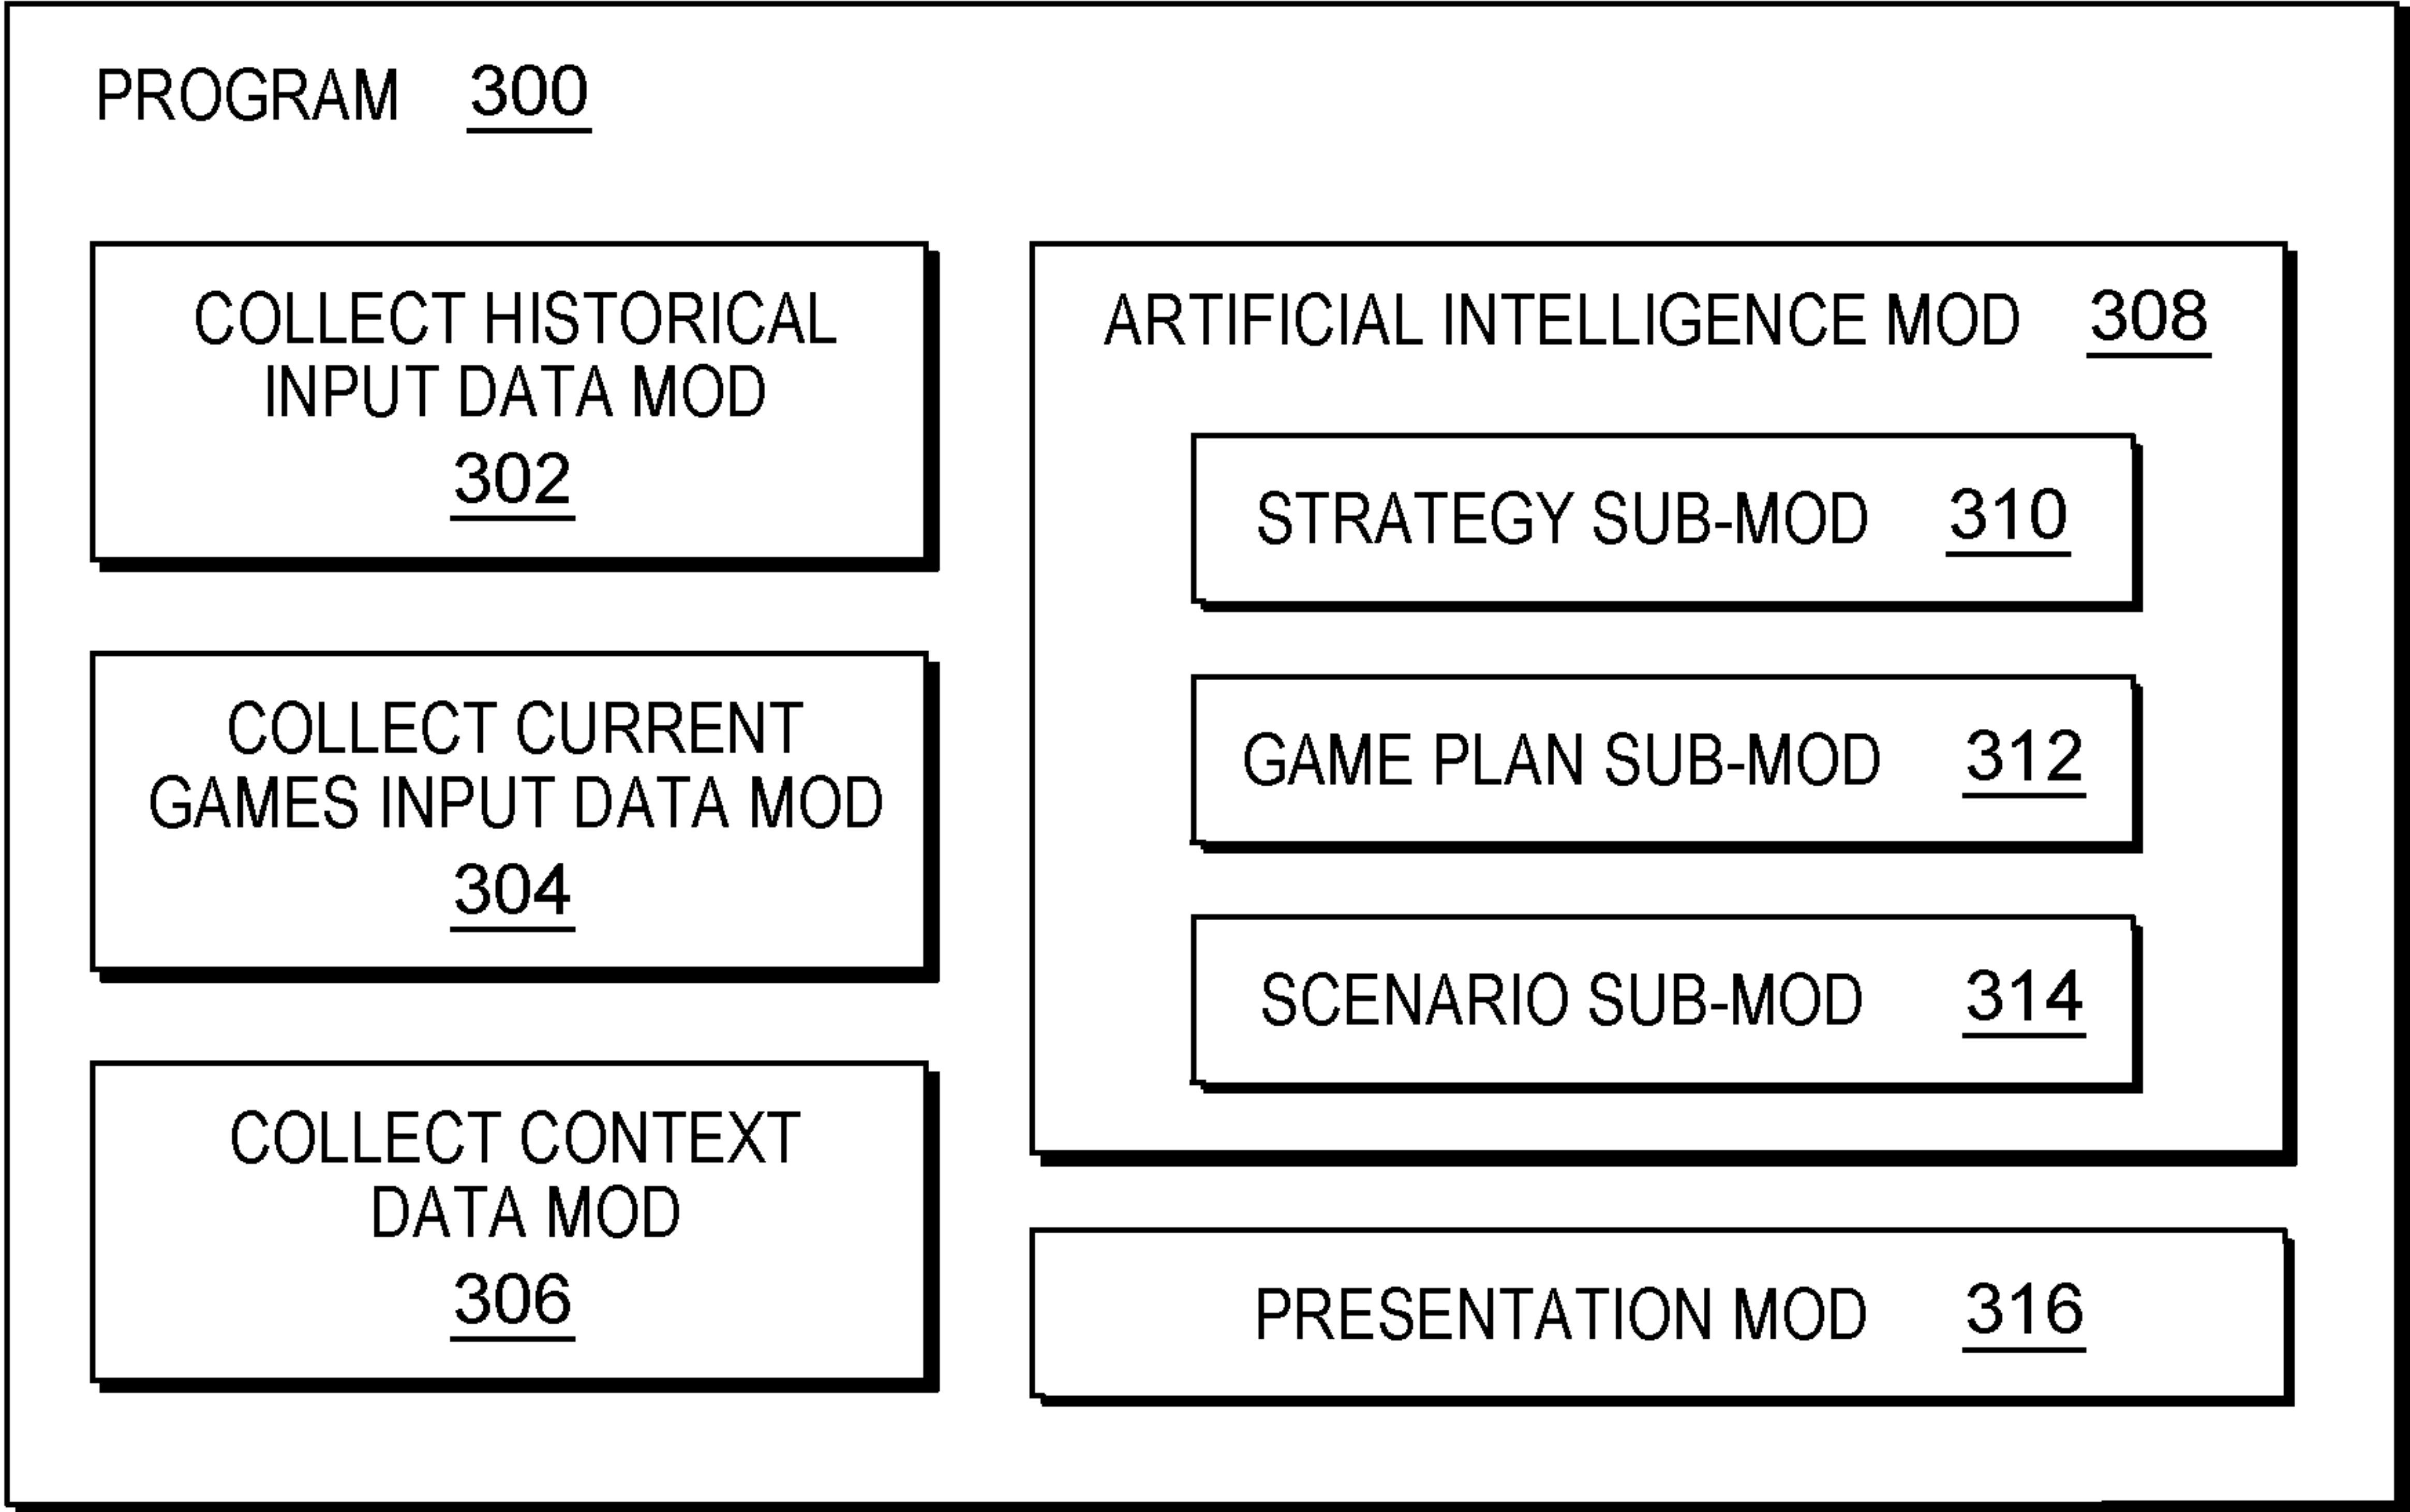 PROGRAM 300
COLLECT HISTORICAL
INPUT DATA MOD
302
COLLECT CURRENT
GAMES INPUT DATA MOD
304
COLLECT CONTEXT
DATA MOD
306
ARTIFICIAL INTELLIGENCE MOD 308
STRATEGY SUB-MOD 310
GAME PLAN SUB-MOD 312
SCENARIO SUB-MOD 314
PRESENTATION MOD 316